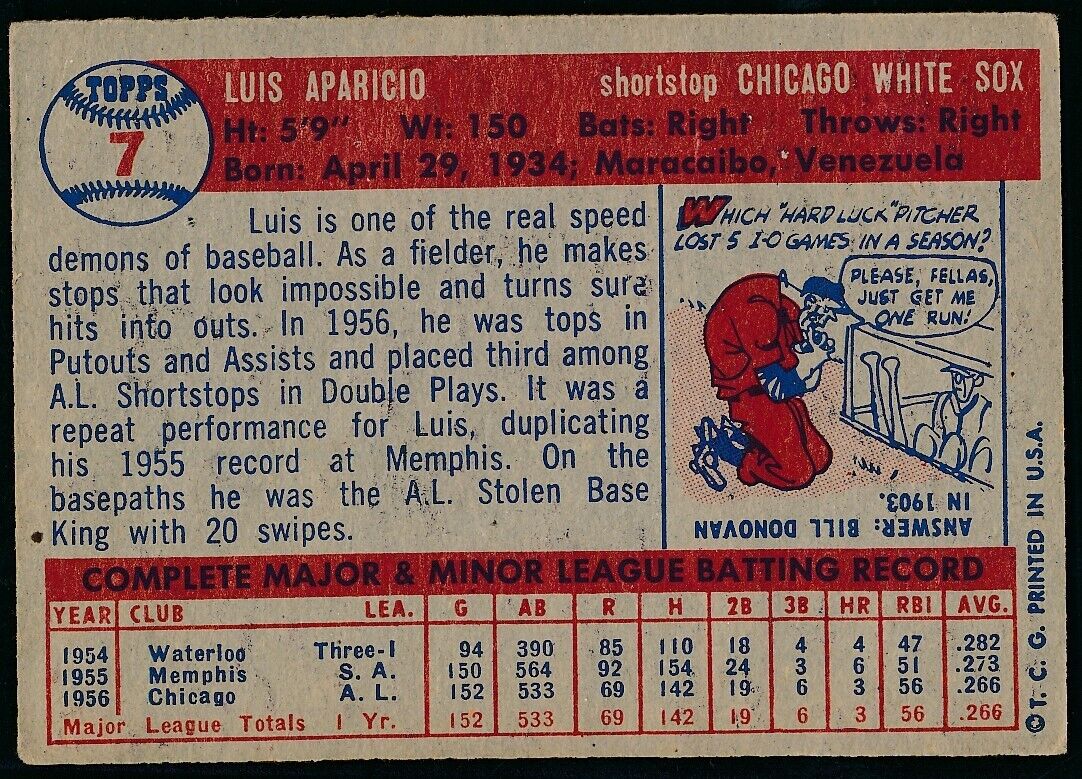 TOPPS
7
LUIS APARICIO shortstop CHICAGO WHITE SOX
Ht: 5'9" Wt: 150 Bats: Right Throws: Right
Born: April 29, 1934; Maracaibo, Venezuela
Luis is one of the real speed
demons of baseball. As a fielder, he makes
stops that look impossible and turns sure
hits into outs. In 1956, he was tops in
Putouts and Assists and placed third among
A.L. Shortstops in Double Plays. It was a
repeat performance for Luis, duplicating
his 1955 record at Memphis. On the
basepaths he was the A.L. Stolen Base
King with 20 swipes.
WHICH "HARD LUCK" PITCHER
LOST 5 1-0 GAMES IN A SEASON?
PLEASE, FELLAS,
JUST GET ME
ONE RUN!
ANSWER: BILL DONOVAN
IN 1903.
COMPLETE MAJOR & MINOR LEAGUE BATTING RECORD
YEAR CLUB LEA. G AB R H 2B 3B HR RBI AVG.
1954 Waterloo Three-I 94 390 85 110 18 4 4 47 .282
1955 Memphis S. A. 150 564 92 154 24 3 6 51 .273
1956 Chicago A. L. 152 533 69 142 19 6 3 56 .266
Major League Totals 1 Yr. 152 533 69 142 19 6 3 56 .266
© T. C. G. PRINTED IN U.S.A.